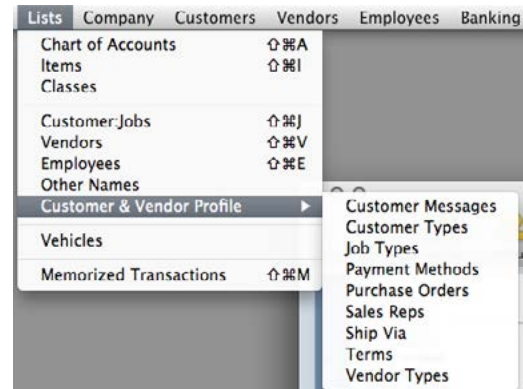 Lists Company Customers Vendors Employees Banking
Chart of Accounts ⇧⌘A
Items ⇧⌘I
Classes
Customer:Jobs ⇧⌘J
Vendors ⇧⌘V
Employees ⇧⌘E
Other Names
Customer & Vendor Profile ▶
Vehicles
Memorized Transactions ⇧⌘M
Customer Messages
Customer Types
Job Types
Payment Methods
Purchase Orders
Sales Reps
Ship Via
Terms
Vendor Types